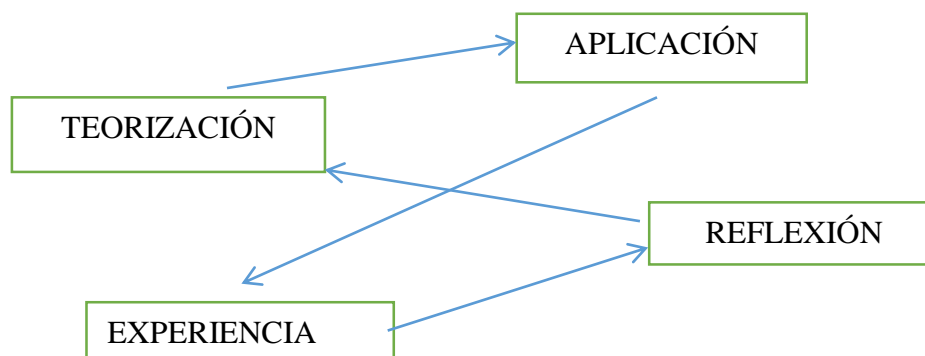 APLICACIÓN
TEORIZACIÓN
REFLEXIÓN
EXPERIENCIA